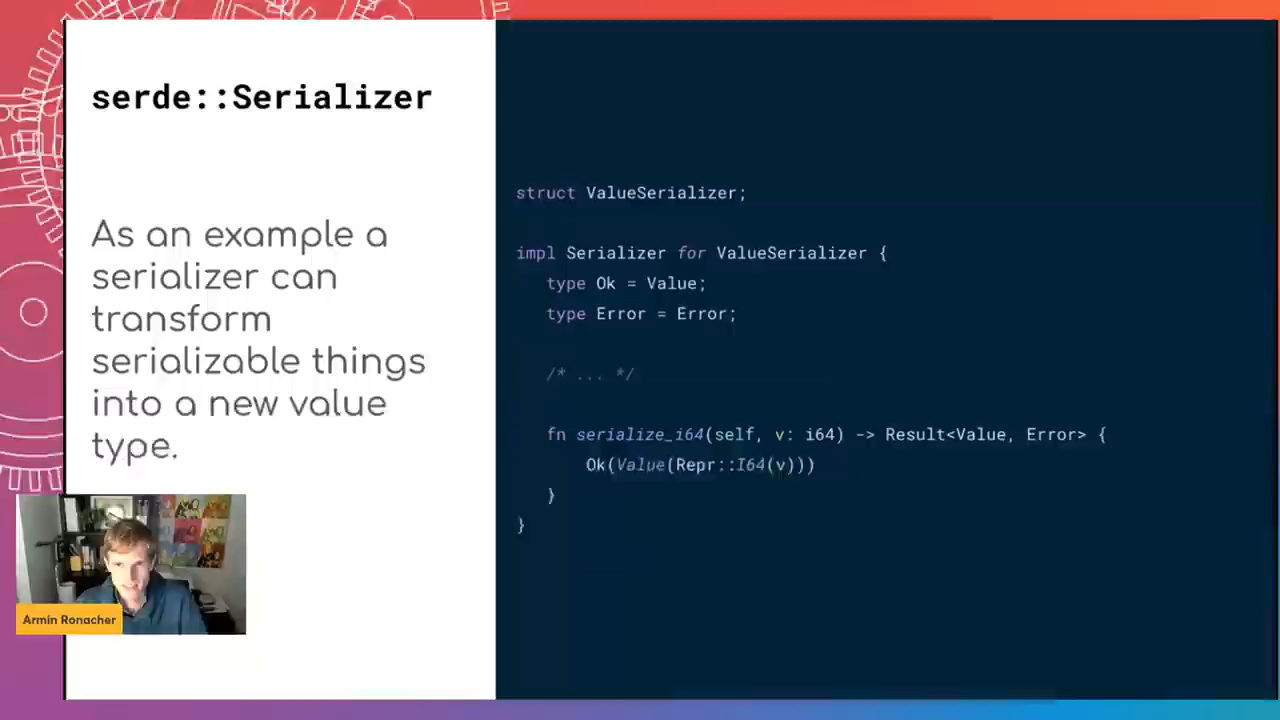 serde::Serializer
As an example a
serializer can
transform
serializable things
into a new value
type.
Armin Ronacher
struct ValueSerializer;
impl Serializer for ValueSerializer {
type Ok = Value;
type Error = Error;
/* ... */
fn serialize_i64(self, v: i64) -> Result<Value, Error> {
Ok(Value(Repr::I64(v)))
}
}